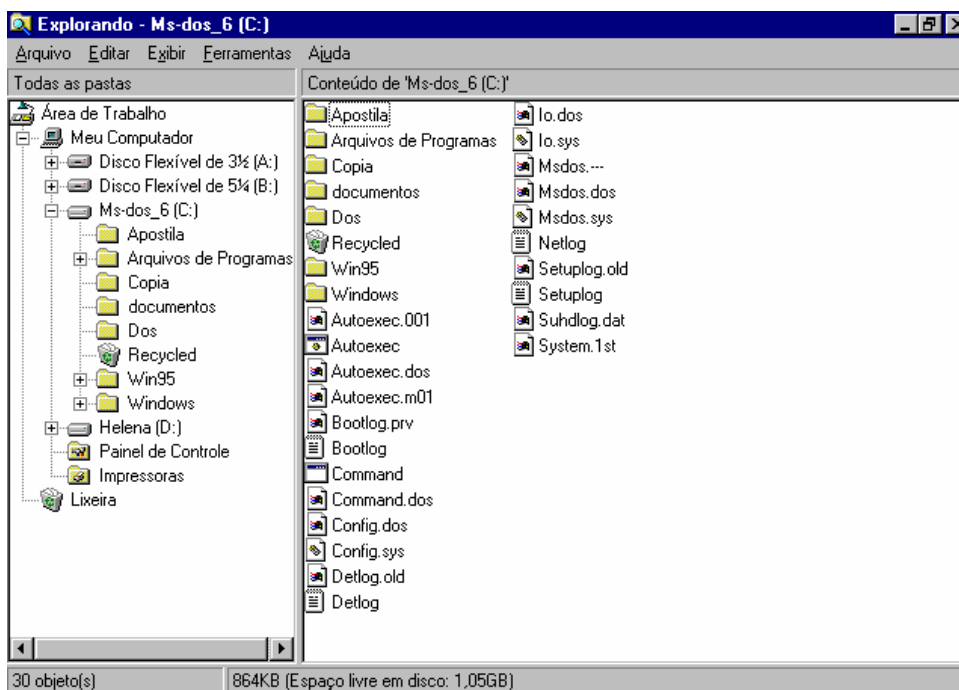 Explorando - Ms-dos_6 (C:)
Arquivo Editar Exibir Ferramentas Ajuda
Todas as pastas
Conteúdo de 'Ms-dos_6 (C:)'
Área de Trabalho
Meu Computador
Disco Flexível de 3½ (A:)
Disco Flexível de 5¼ (B:)
Ms-dos_6 (C:)
Apostila
Arquivos de Programas
Copia
documentos
Dos
Recycled
Win95
Windows
Helena (D:)
Painel de Controle
Impressoras
Lixeira
Apostila
Arquivos de Programas
Copia
documentos
Dos
Recycled
Win95
Windows
Autoexec.001
Autoexec
Autoexec.dos
Autoexec.m01
Bootlog.prv
Bootlog
Command
Command.dos
Config.dos
Config.sys
Detlog.old
Detlog
Io.dos
Io.sys
Msdos.---
Msdos.dos
Msdos.sys
Netlog
Setuplog.old
Setuplog
Suhdlog.dat
System.1st
30 objeto(s)
864KB (Espaço livre em disco: 1,05GB)